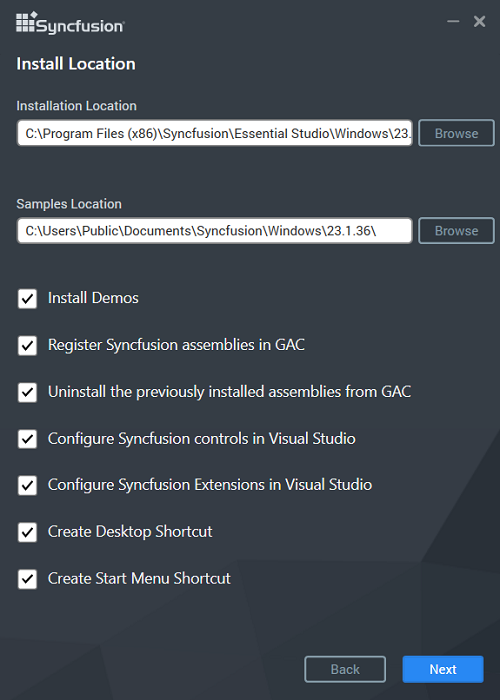 Syncfusion
Install Location
Installation Location
C:\Program Files (x86)\Syncfusion\Essential Studio\Windows\23.
Browse
Samples Location
C:\Users\Public\Documents\Syncfusion\Windows\23.1.36\
Browse
Install Demos
Register Syncfusion assemblies in GAC
Uninstall the previously installed assemblies from GAC
Configure Syncfusion controls in Visual Studio
Configure Syncfusion Extensions in Visual Studio
Create Desktop Shortcut
Create Start Menu Shortcut
Back
Next